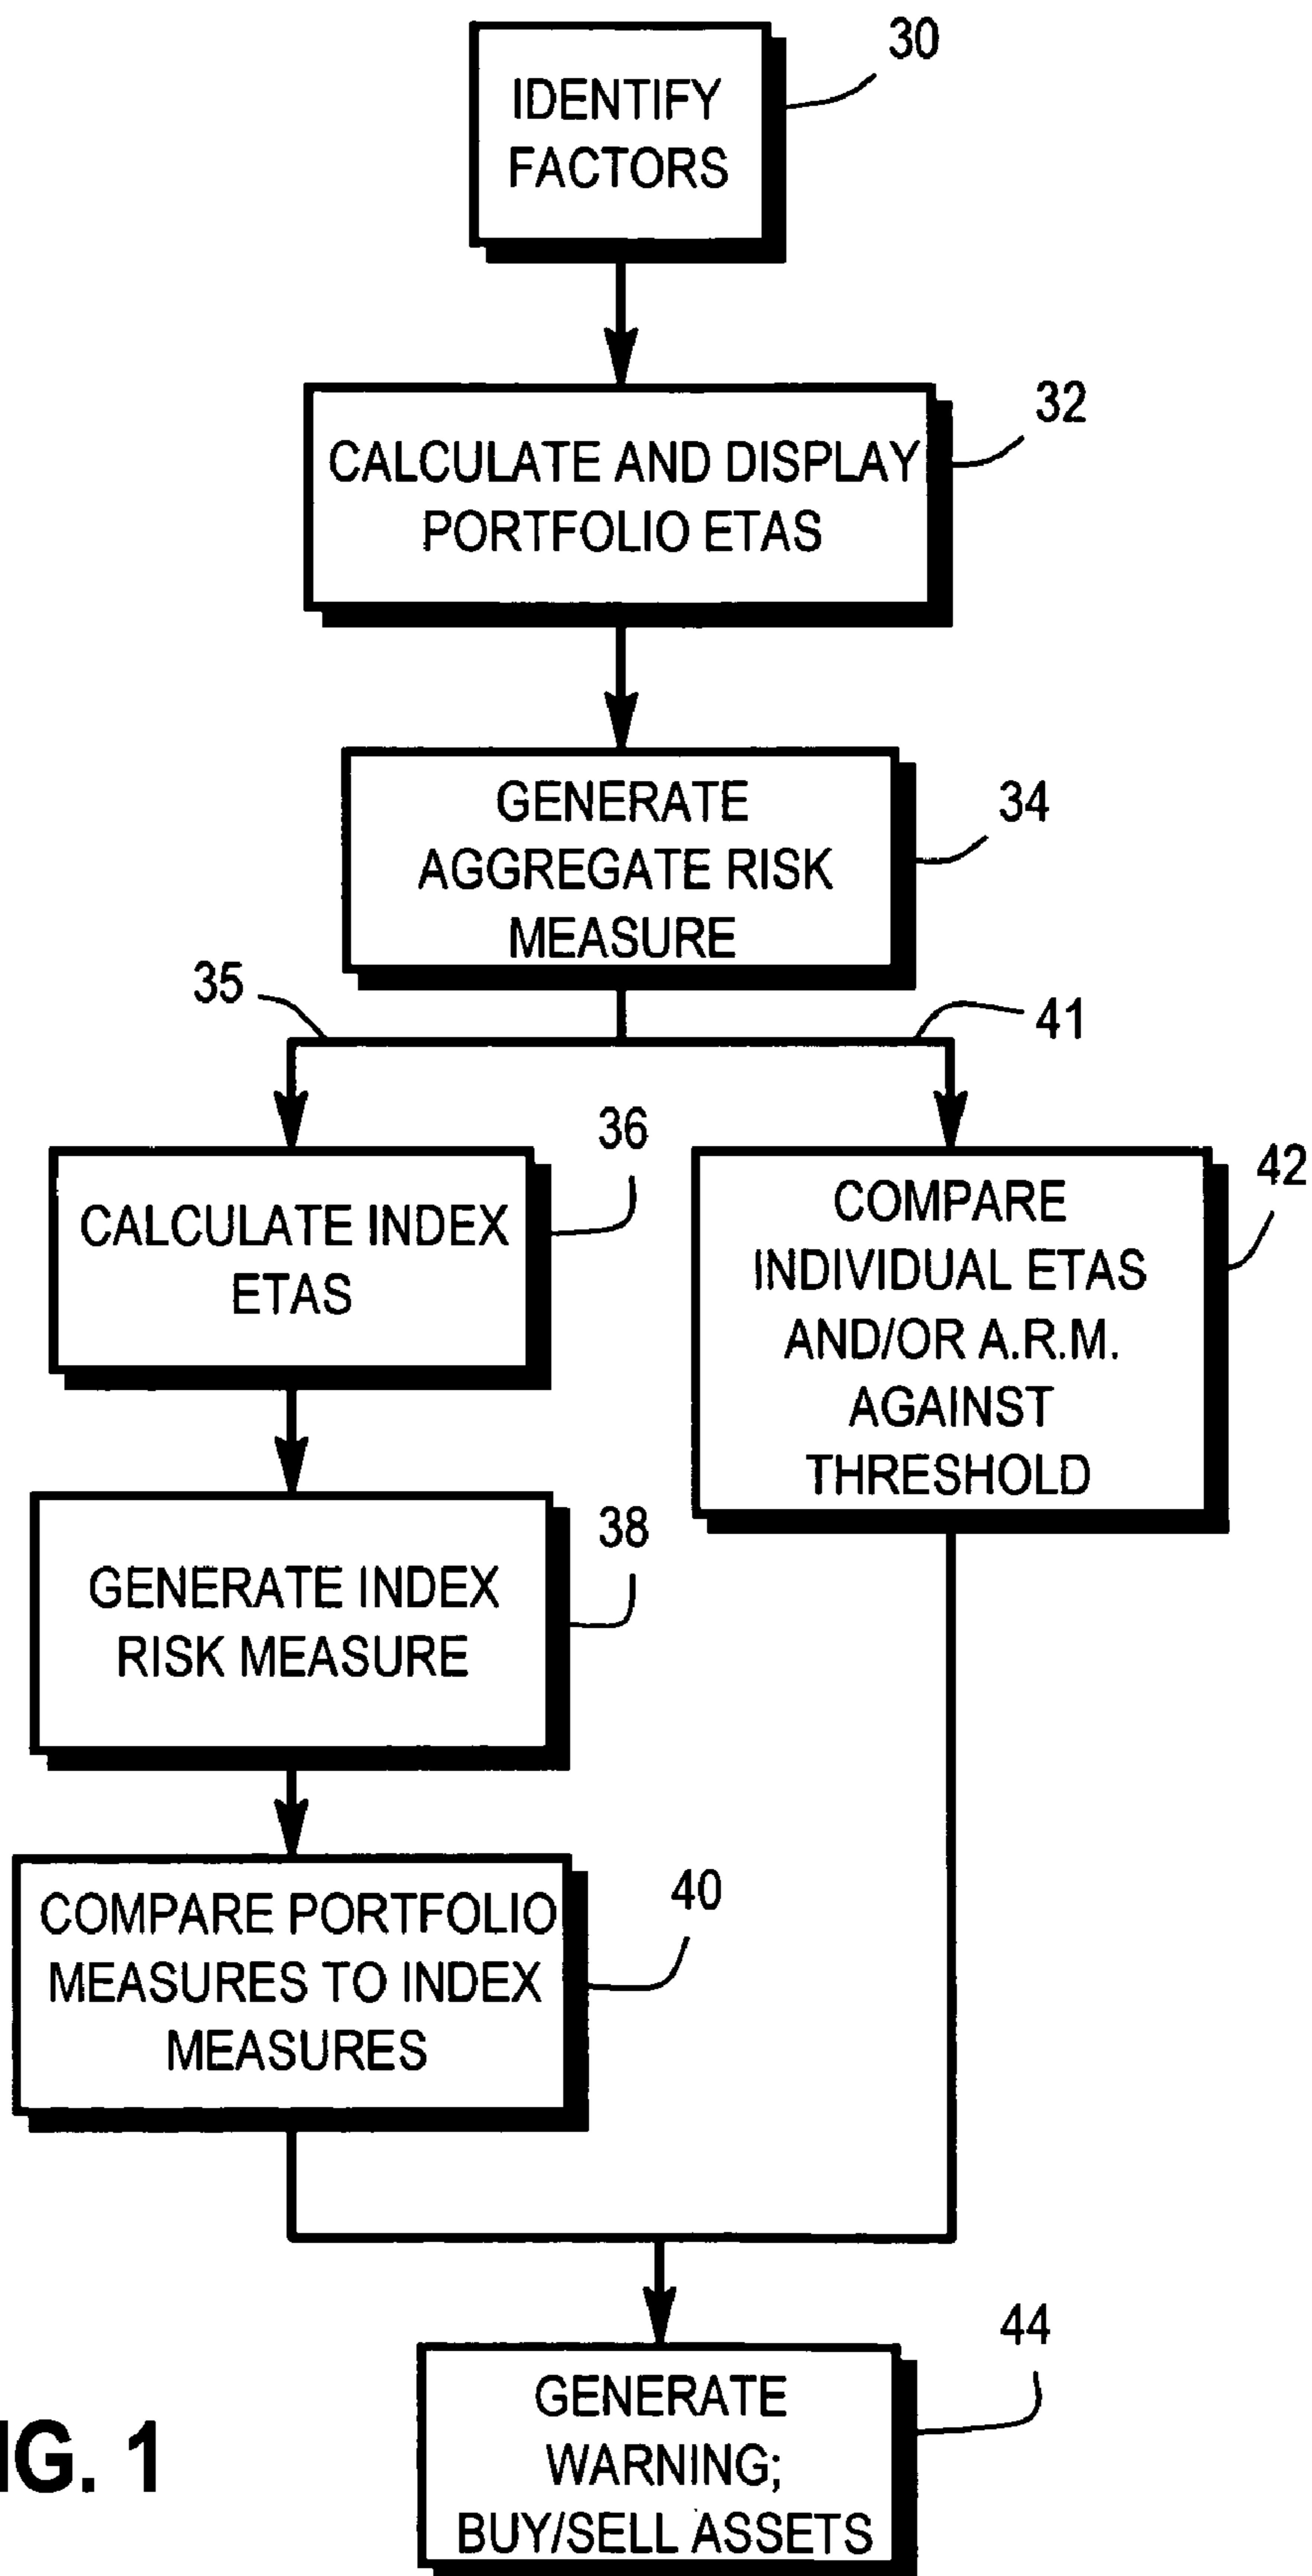 30
IDENTIFY
FACTORS
32
CALCULATE AND DISPLAY
PORTFOLIO ETAS
34
GENERATE
AGGREGATE RISK
MEASURE
35
41
36
CALCULATE INDEX
ETAS
42
COMPARE
INDIVIDUAL ETAS
AND/OR A.R.M.
AGAINST
THRESHOLD
38
GENERATE INDEX
RISK MEASURE
40
COMPARE PORTFOLIO
MEASURES TO INDEX
MEASURES
44
GENERATE
WARNING;
BUY/SELL ASSETS
IG. 1